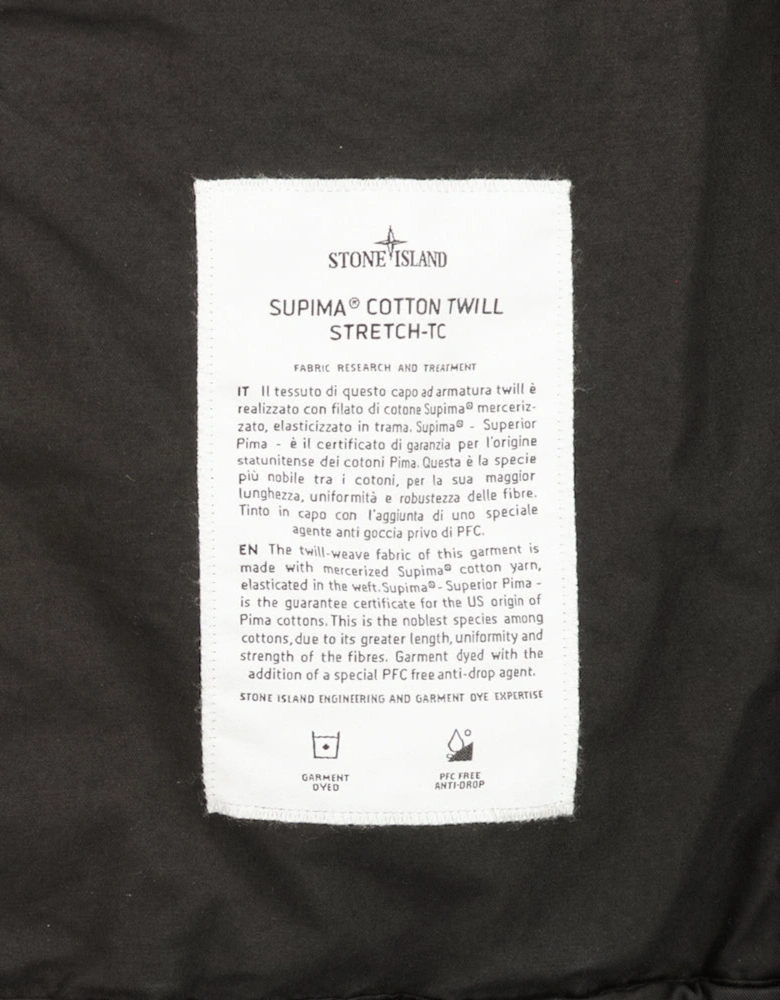 STONE ISLAND
SUPIMA® COTTON TWILL
STRETCH-TC
FABRIC RESEARCH AND TREATMENT
IT Il tessuto di questo capo ad armatura twill è
realizzato con filato di cotone Supima® merceriz-
zato, elasticizzato in trama. Supima® - Superior
Pima - è il certificato di garanzia per l'origine
statunitense dei cotoni Pima. Questa è la specie
più nobile tra i cotoni, per la sua maggior
lunghezza, uniformità e robustezza delle fibre.
Tinto in capo con l'aggiunta di uno speciale
agente anti goccia privo di PFC.
EN The twill-weave fabric of this garment is
made with mercerized Supima® cotton yarn,
elasticated in the weft. Supima® - Superior Pima -
is the guarantee certificate for the US origin of
Pima cottons. This is the noblest species among
cottons, due to its greater length, uniformity and
strength of the fibres. Garment dyed with the
addition of a special PFC free anti-drop agent.
STONE ISLAND ENGINEERING AND GARMENT DYE EXPERTISE
GARMENT
DYED
PFC FREE
ANTI-DROP